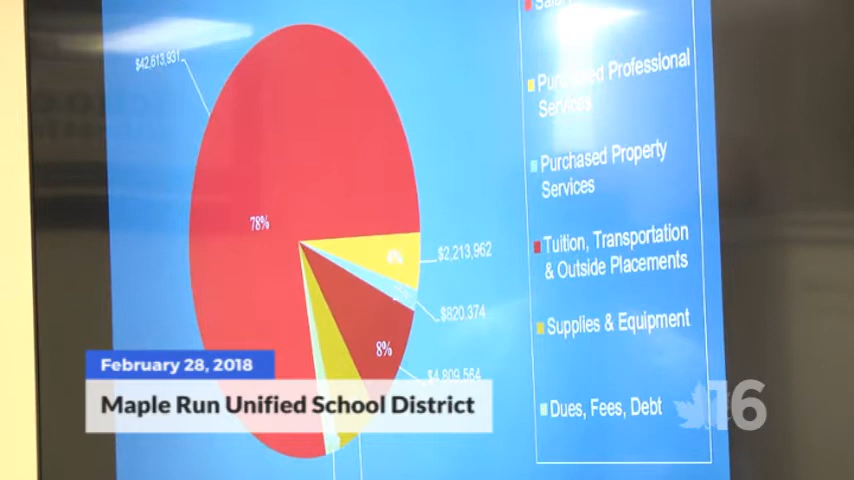 $42,613,931
78%
4%
$2,213,962
$820,374
8%
$4,809,564
Purchased Professional
Services
Purchased Property
Services
Tuition, Transportation
& Outside Placements
Supplies & Equipment
Dues, Fees, Debt
February 28, 2018
Maple Run Unified School District
16